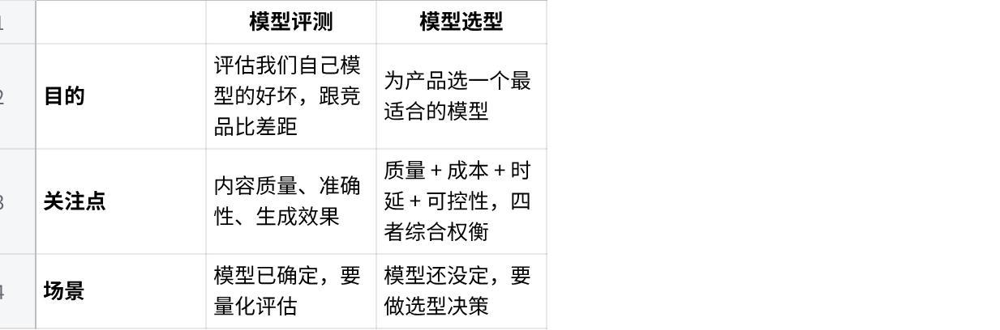 模型评测 模型选型
目的
评估我们自己模
型的好坏，跟竞
品比差距
为产品选一个最
适合的模型
关注点
内容质量、准确
性、生成效果
质量 + 成本 + 时
延 + 可控性，四
者综合权衡
场景
模型已确定，要
量化评估
模型还没定，要
做选型决策